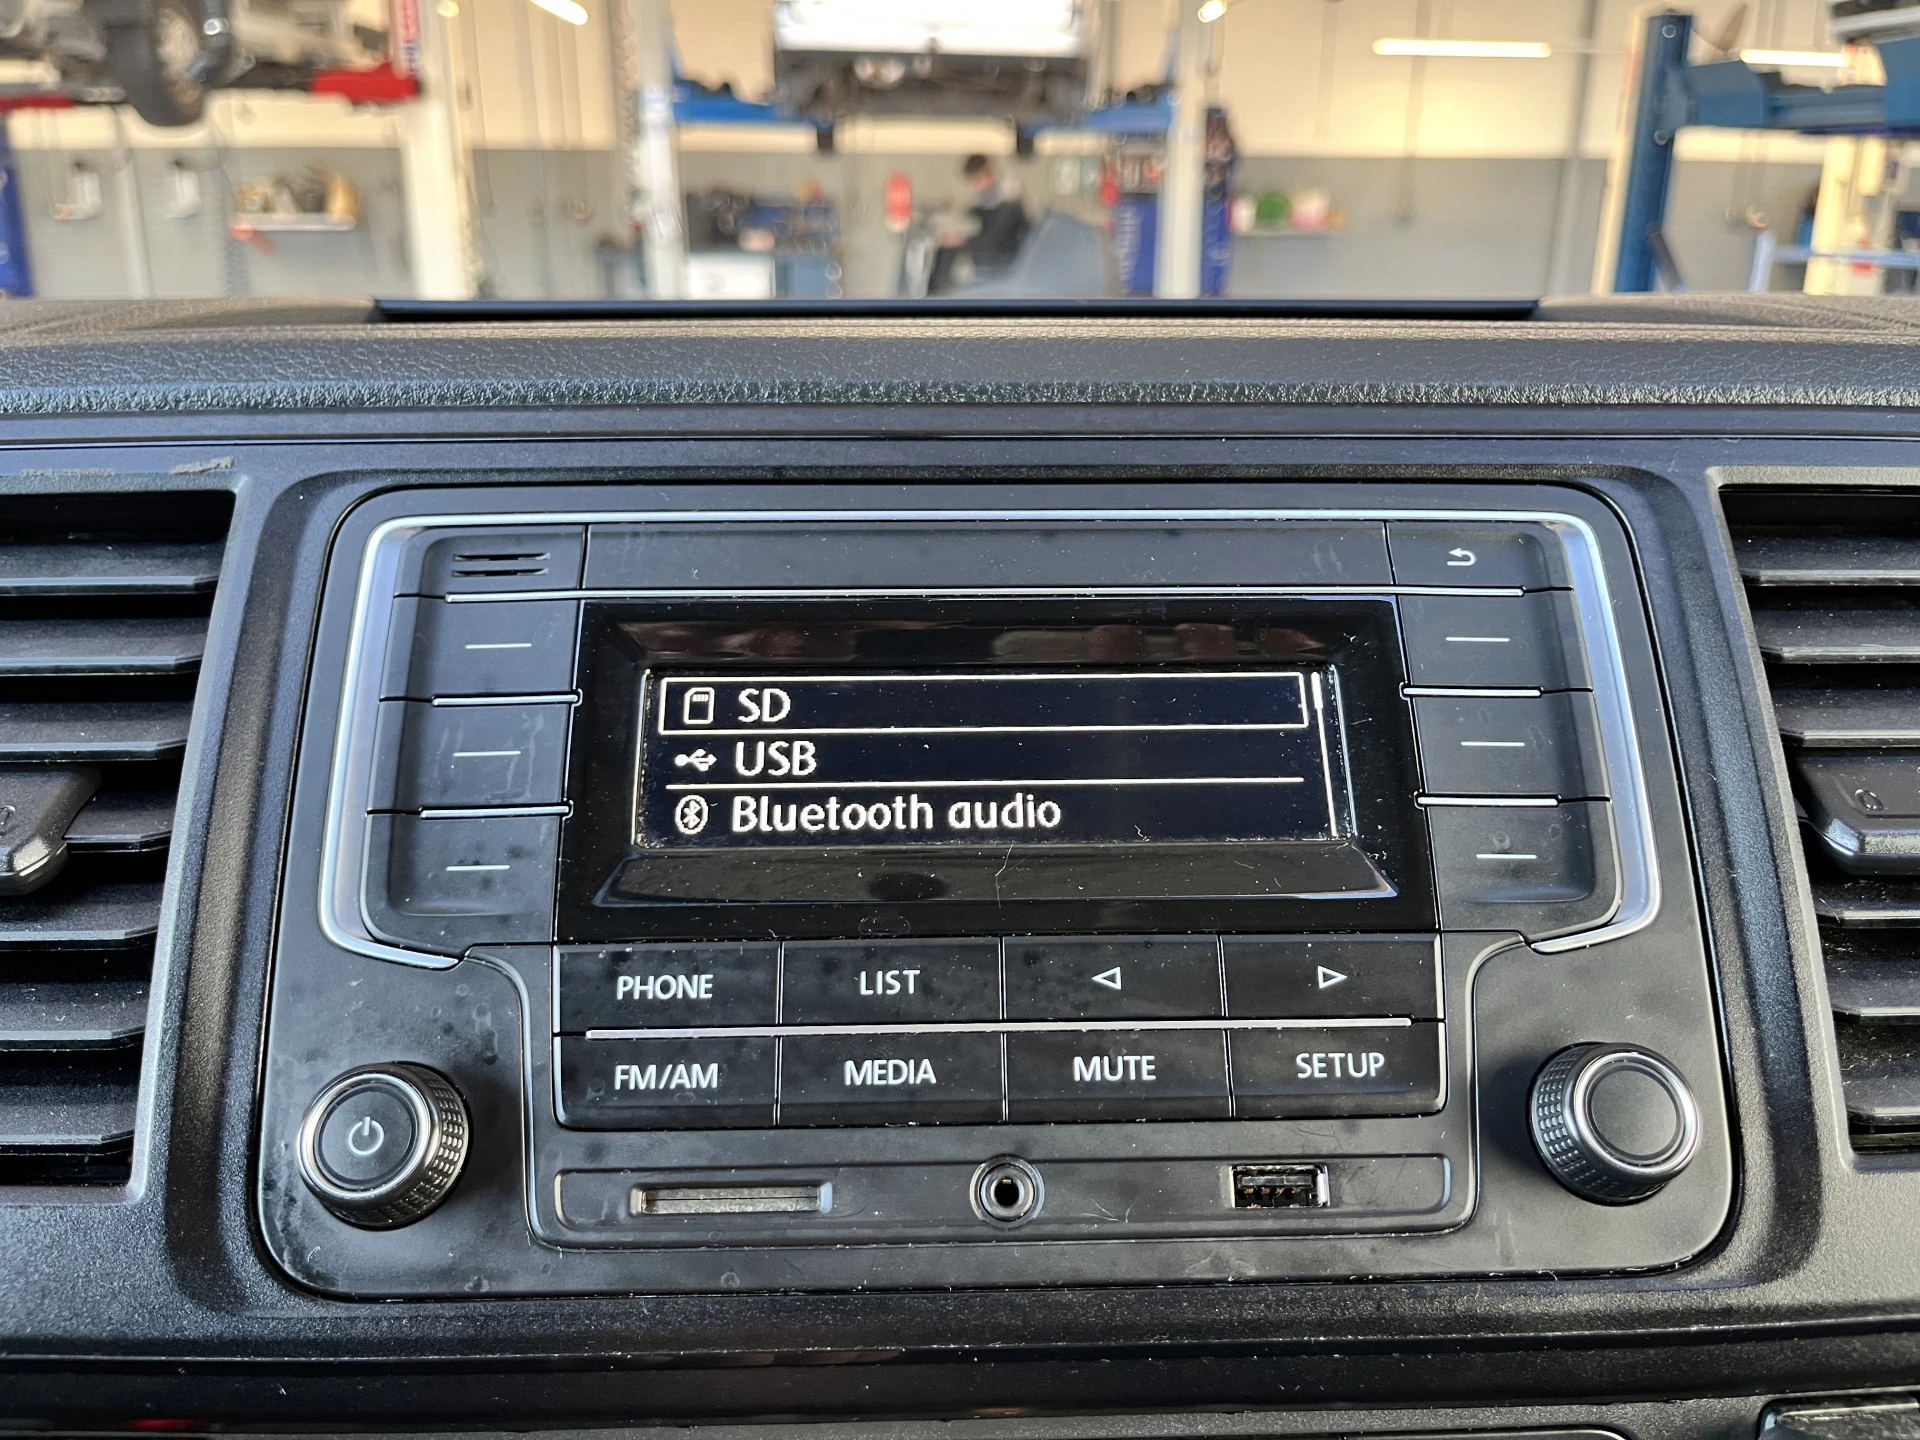 SD
USB
Bluetooth audio
PHONE LIST
FM/AM MEDIA MUTE SETUP